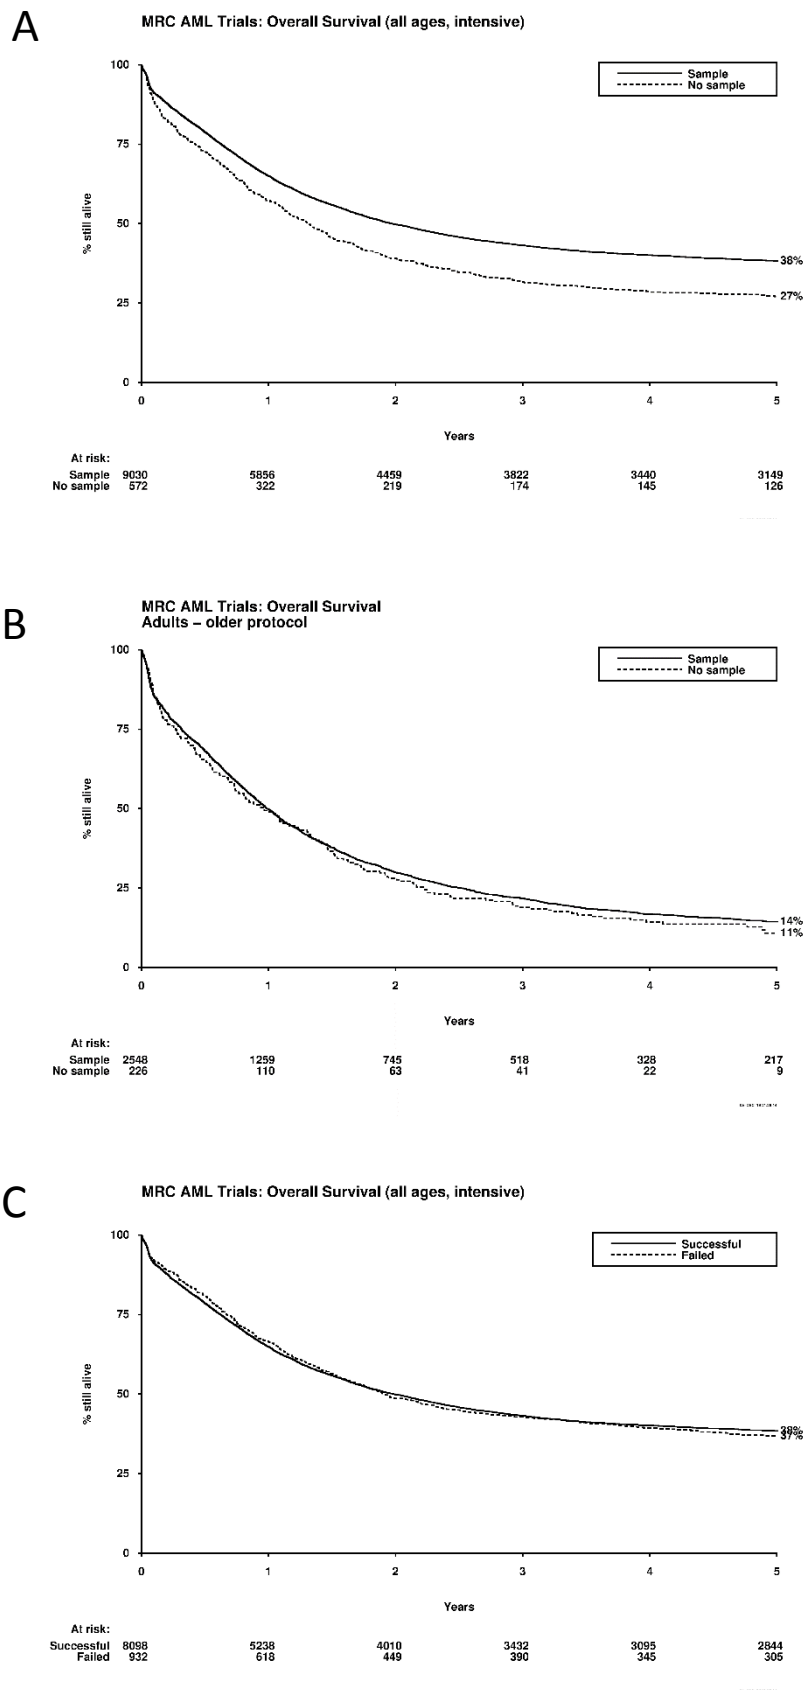 A
MRC AML Trials: Overall Survival (all ages, intensive)
100
75
50
25
0
% still alive
Sample
No sample
38%
27%
0 1 2 3 4 5
Years
At risk:
Sample 9030 5856 4459 3822 3440 3149
No sample 572 322 219 174 145 126
B
MRC AML Trials: Overall Survival
Adults – older protocol
100
75
50
25
0
% still alive
Sample
No sample
14%
11%
0 1 2 3 4 5
Years
At risk:
Sample 2548 1259 745 518 328 217
No sample 226 110 63 41 22 9
C
MRC AML Trials: Overall Survival (all ages, intensive)
100
75
50
25
0
% still alive
Successful
Failed
38%
37%
0 1 2 3 4 5
Years
At risk:
Successful 8098 5238 4010 3432 3095 2844
Failed 932 618 449 390 345 305